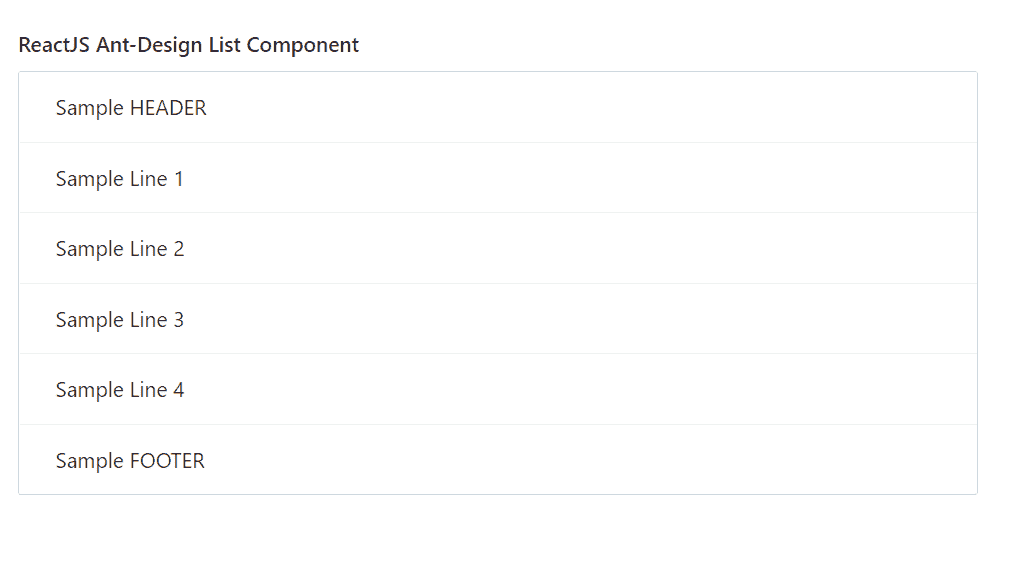 ReactJS Ant-Design List Component
Sample HEADER
Sample Line 1
Sample Line 2
Sample Line 3
Sample Line 4
Sample FOOTER